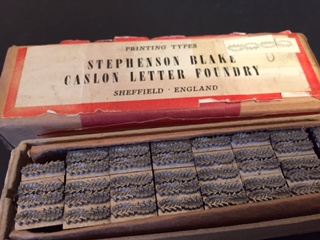 PRINTING TYPES
STEPHENSON BLAKE
CASLON LETTER FOUNDRY
SHEFFIELD · ENGLAND